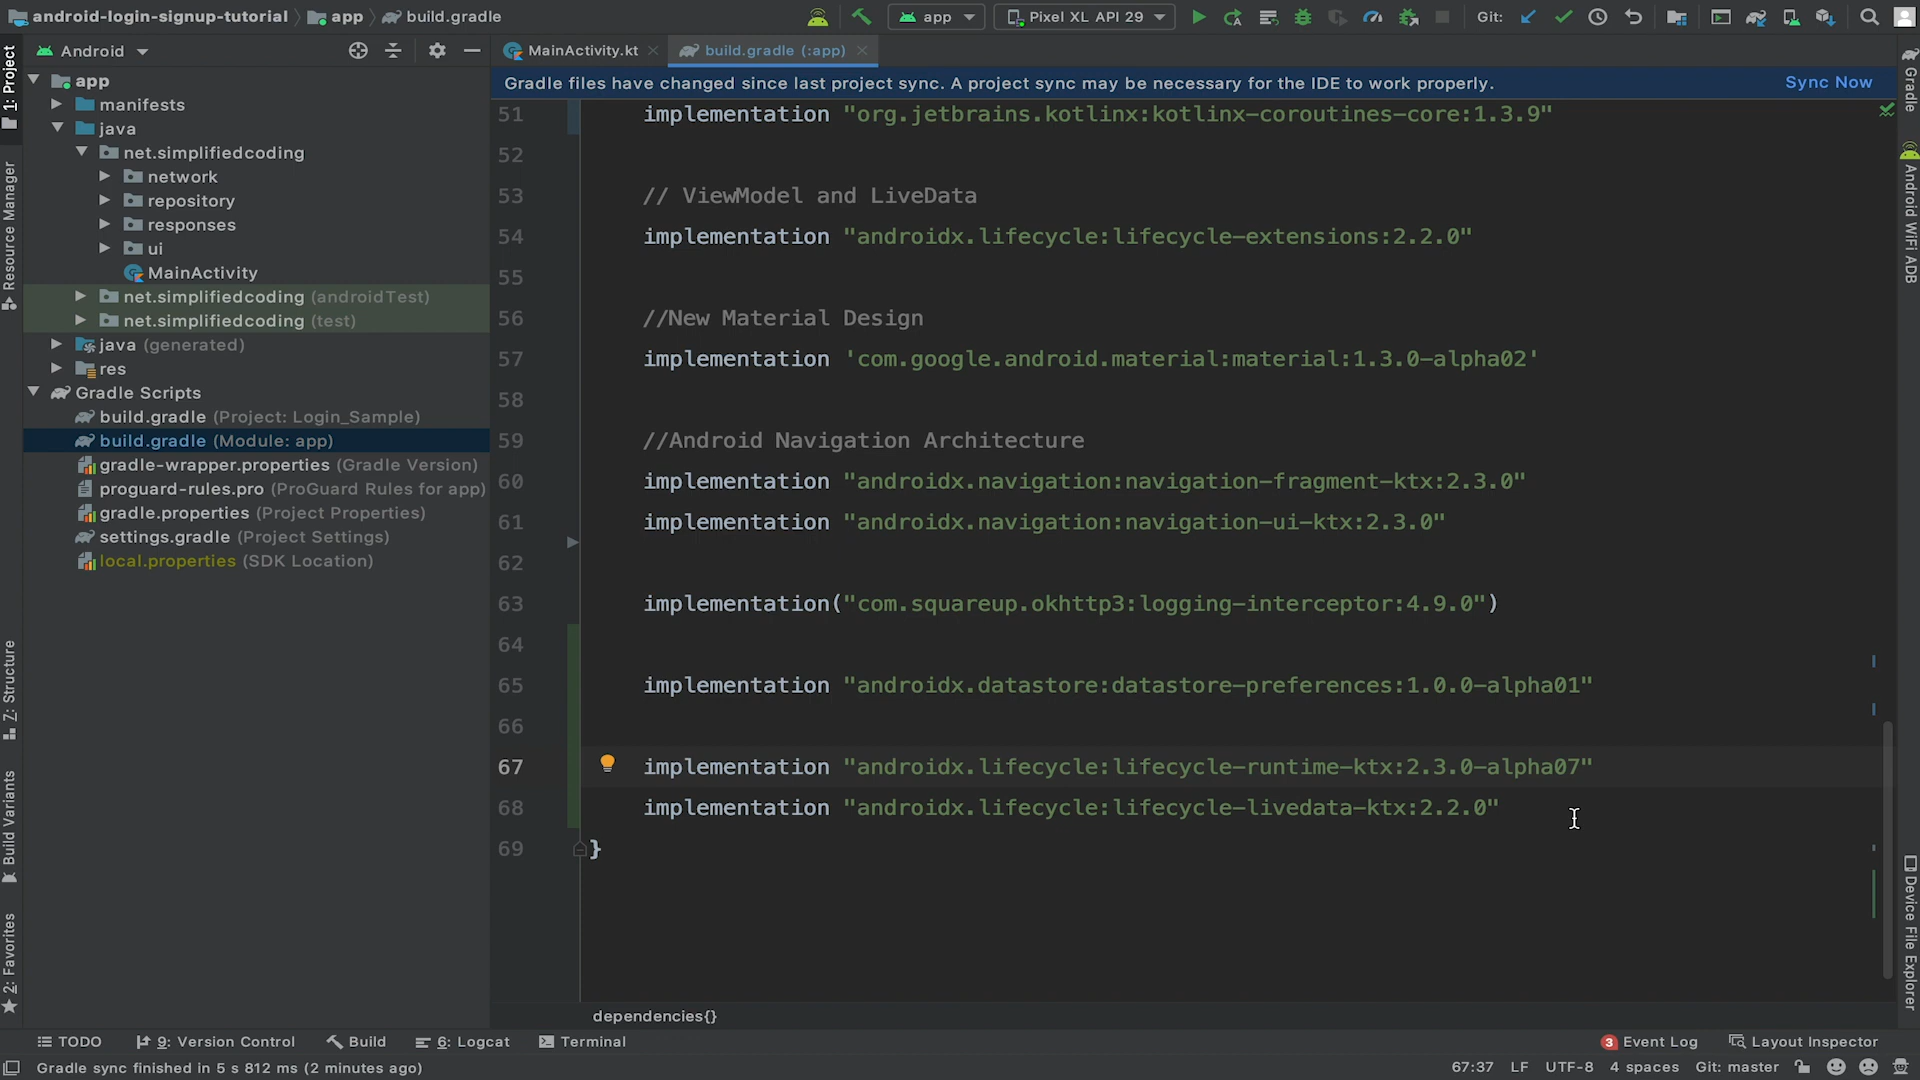 android-login-signup-tutorial app build.gradle app Pixel XL API 29 Git:
Android MainActivity.kt build.gradle (:app)
Gradle files have changed since last project sync. A project sync may be necessary for the IDE to work properly. Sync Now
1: Project
Resource Manager
Z: Structure
Build Variants
2: Favorites
app
manifests
java
net.simplifiedcoding
network
repository
responses
ui
MainActivity
net.simplifiedcoding (androidTest)
net.simplifiedcoding (test)
java (generated)
res
Gradle Scripts
build.gradle (Project: Login_Sample)
build.gradle (Module: app)
gradle-wrapper.properties (Gradle Version)
proguard-rules.pro (ProGuard Rules for app)
gradle.properties (Project Properties)
settings.gradle (Project Settings)
local.properties (SDK Location)
51 implementation "org.jetbrains.kotlinx:kotlinx-coroutines-core:1.3.9"
52
53 // ViewModel and LiveData
54 implementation "androidx.lifecycle:lifecycle-extensions:2.2.0"
55
56 //New Material Design
57 implementation 'com.google.android.material:material:1.3.0-alpha02'
58
59 //Android Navigation Architecture
60 implementation "androidx.navigation:navigation-fragment-ktx:2.3.0"
61 implementation "androidx.navigation:navigation-ui-ktx:2.3.0"
62
63 implementation("com.squareup.okhttp3:logging-interceptor:4.9.0")
64
65 implementation "androidx.datastore:datastore-preferences:1.0.0-alpha01"
66
67 implementation "androidx.lifecycle:lifecycle-runtime-ktx:2.3.0-alpha07"
68 implementation "androidx.lifecycle:lifecycle-livedata-ktx:2.2.0"
69 }
dependencies{}
Gradle
Android WiFi ADB
Device File Explorer
TODO 9: Version Control Build 6: Logcat Terminal 3 Event Log Layout Inspector
Gradle sync finished in 5 s 812 ms (2 minutes ago) 67:37 LF UTF-8 4 spaces Git: master